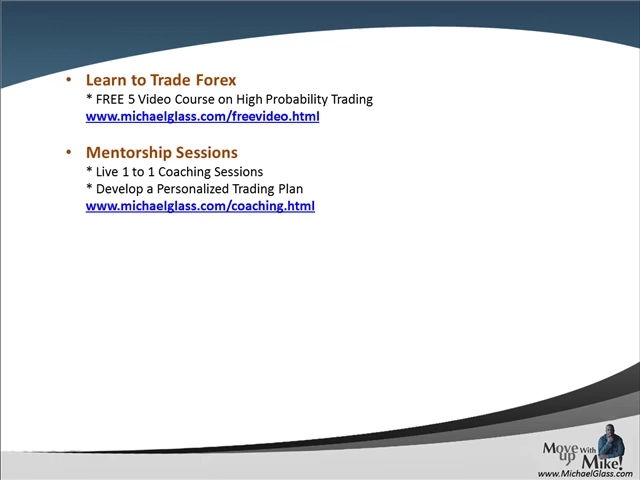 • Learn to Trade Forex
* FREE 5 Video Course on High Probability Trading
www.michaelglass.com/freevideo.html
• Mentorship Sessions
* Live 1 to 1 Coaching Sessions
* Develop a Personalized Trading Plan
www.michaelglass.com/coaching.html
Move up With Mike!
www.MichaelGlass.com